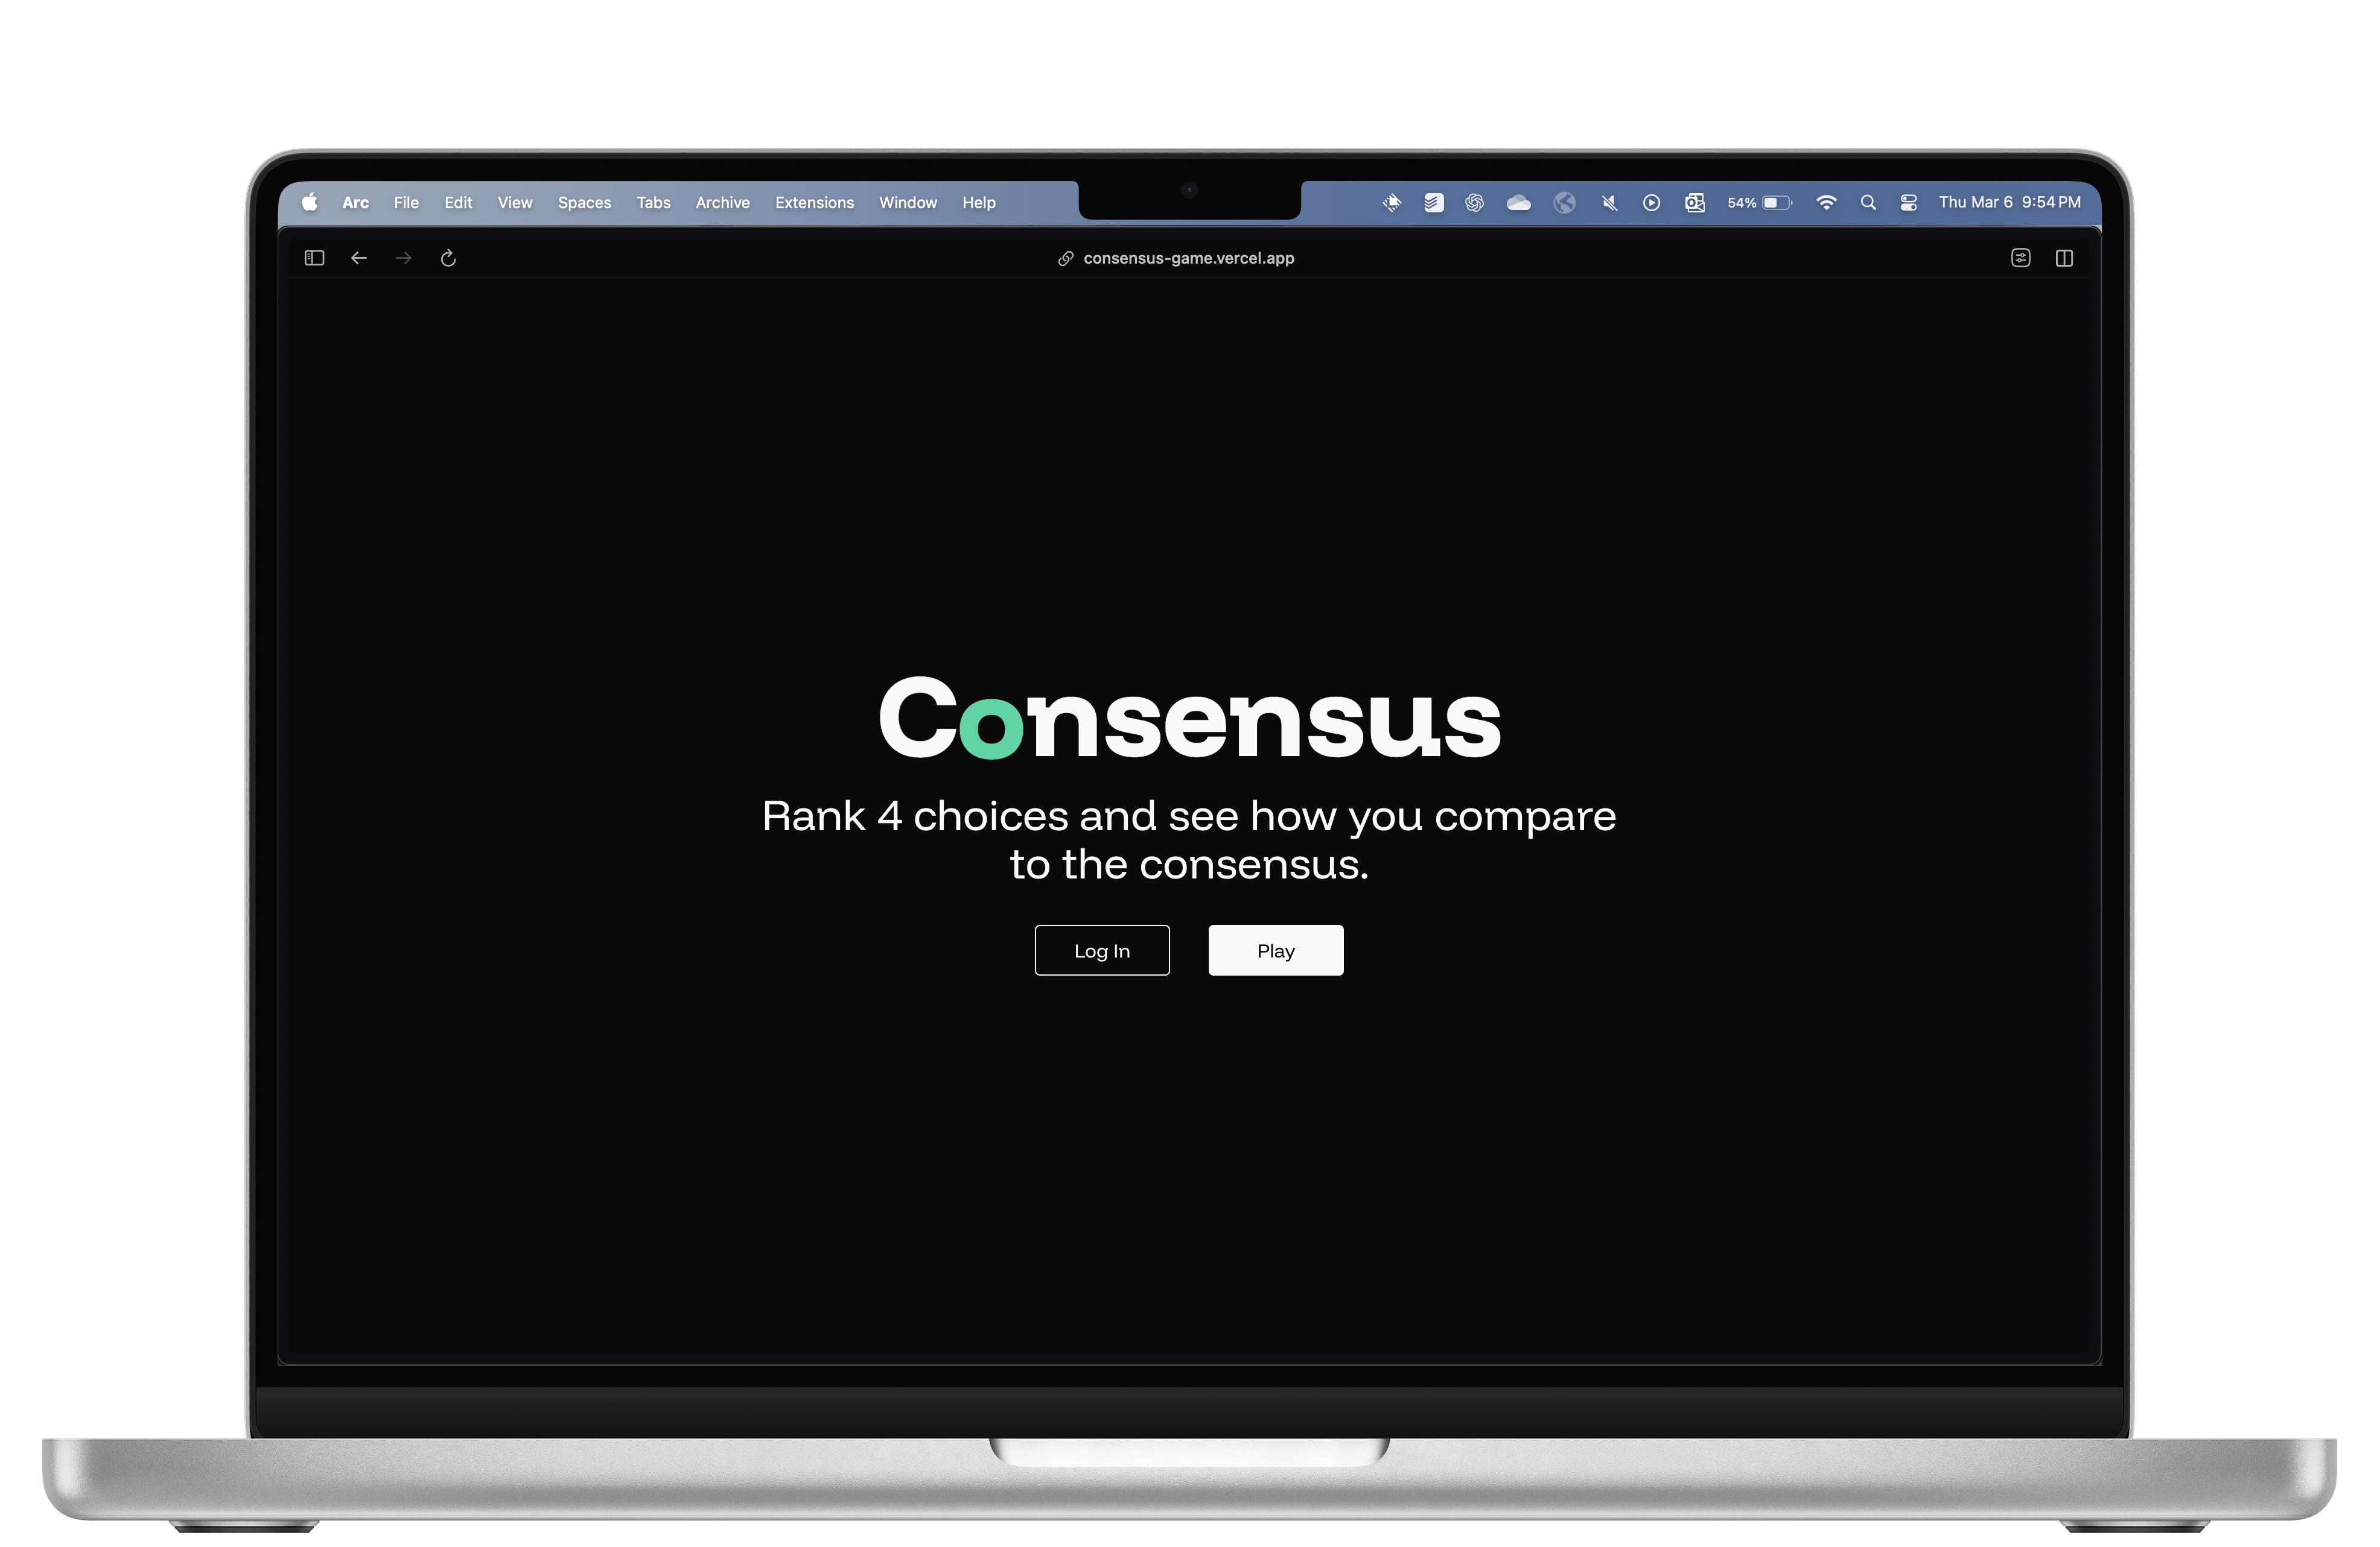 Arc File Edit View Spaces Tabs Archive Extensions Window Help 54% Thu Mar 6 9:54 PM
consensus-game.vercel.app
Consensus
Rank 4 choices and see how you compare
to the consensus.
Log In Play